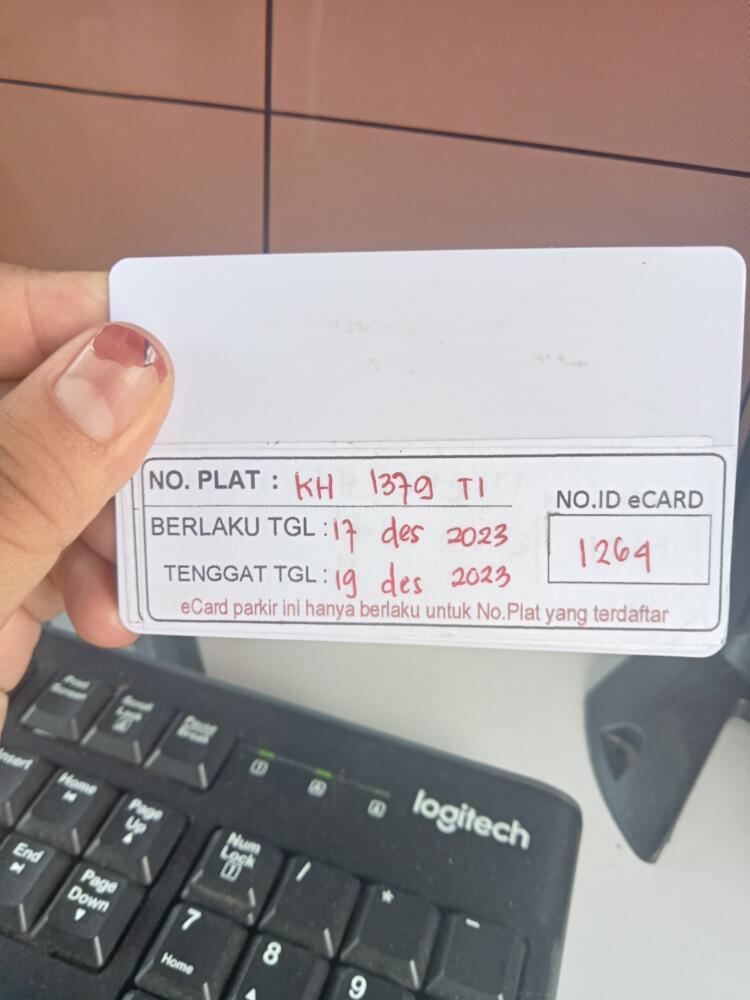 NO. PLAT : KH 1379 TI
BERLAKU TGL : 17 des 2023
TENGGAT TGL : 19 des 2023
NO.ID eCARD
1264
eCard parkir ini hanya berlaku untuk No.Plat yang terdaftar
Print Screen
Scroll Lock
Pause Break
Insert
Home
Page Up
End
Page Down
logitech
Num Lock
/
*
-
7
Home
8
9